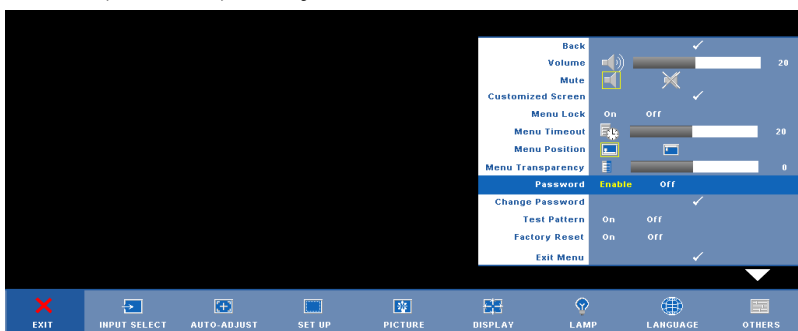 Back
Volume 20
Mute
Customized Screen
Menu Lock On Off
Menu Timeout 20
Menu Position
Menu Transparency 0
Password Enable Off
Change Password
Test Pattern On Off
Factory Reset On Off
Exit Menu
EXIT INPUT SELECT AUTO-ADJUST SET UP PICTURE DISPLAY LAMP LANGUAGE OTHERS